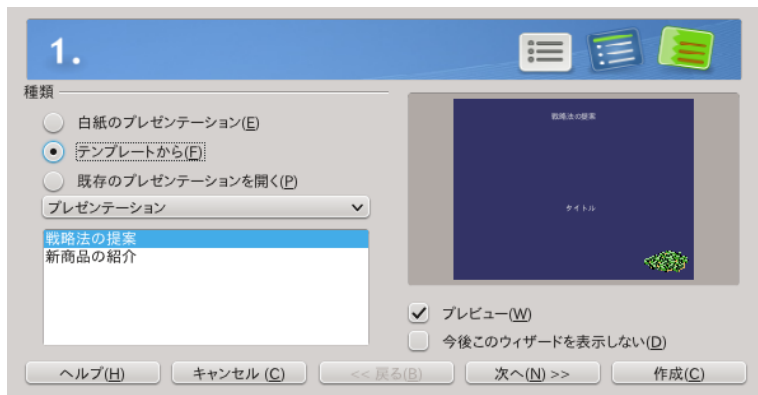 1.
種類
白紙のプレゼンテーション(E)
テンプレートから(F)
既存のプレゼンテーションを開く(P)
プレゼンテーション
戦略法の提案
新商品の紹介
戦略法の提案
タイトル
プレビュー(W)
今後このウィザードを表示しない(D)
ヘルプ(H) キャンセル (C) << 戻る(B) 次へ(N) >> 作成(C)